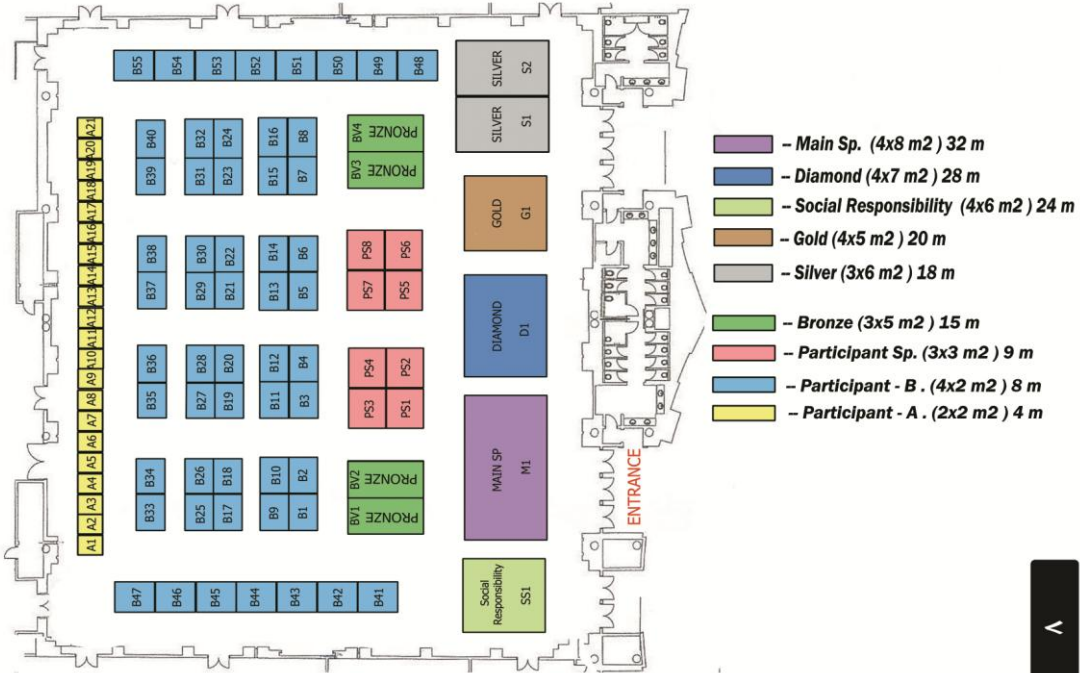 B55 B54 B53 B52 B51 B50 B49 B48
SILVER S2
SILVER S1
A21
A20
A19
A18
A17
A16
A15
A14
A13
A12
A11
A10
A9
A8
A7
A6
A5
A4
A3
A2
A1
B40 B32 B24 B16 B8
B39 B31 B23 B15 B7
BV4 PRONZE
BV3 PRONZE
GOLD G1
B38 B30 B22 B14 B6
B37 B29 B21 B13 B5
PS8 PS6
PS7 PS5
DIAMOND D1
B36 B28 B20 B12 B4
B35 B27 B19 B11 B3
PS4 PS2
PS3 PS1
MAIN SP M1
B34 B26 B18 B10 B2
B33 B25 B17 B9 B1
BV2 PRONZE
BV1 PRONZE
B47 B46 B45 B44 B43 B42 B41
Social
Responsibility
SS1
ENTRANCE
-- Main Sp. (4x8 m2 ) 32 m
-- Diamond (4x7 m2 ) 28 m
-- Social Responsibility (4x6 m2 ) 24 m
-- Gold (4x5 m2 ) 20 m
-- Silver (3x6 m2 ) 18 m
-- Bronze (3x5 m2 ) 15 m
-- Participant Sp. (3x3 m2 ) 9 m
-- Participant - B . (4x2 m2 ) 8 m
-- Participant - A . (2x2 m2 ) 4 m
<